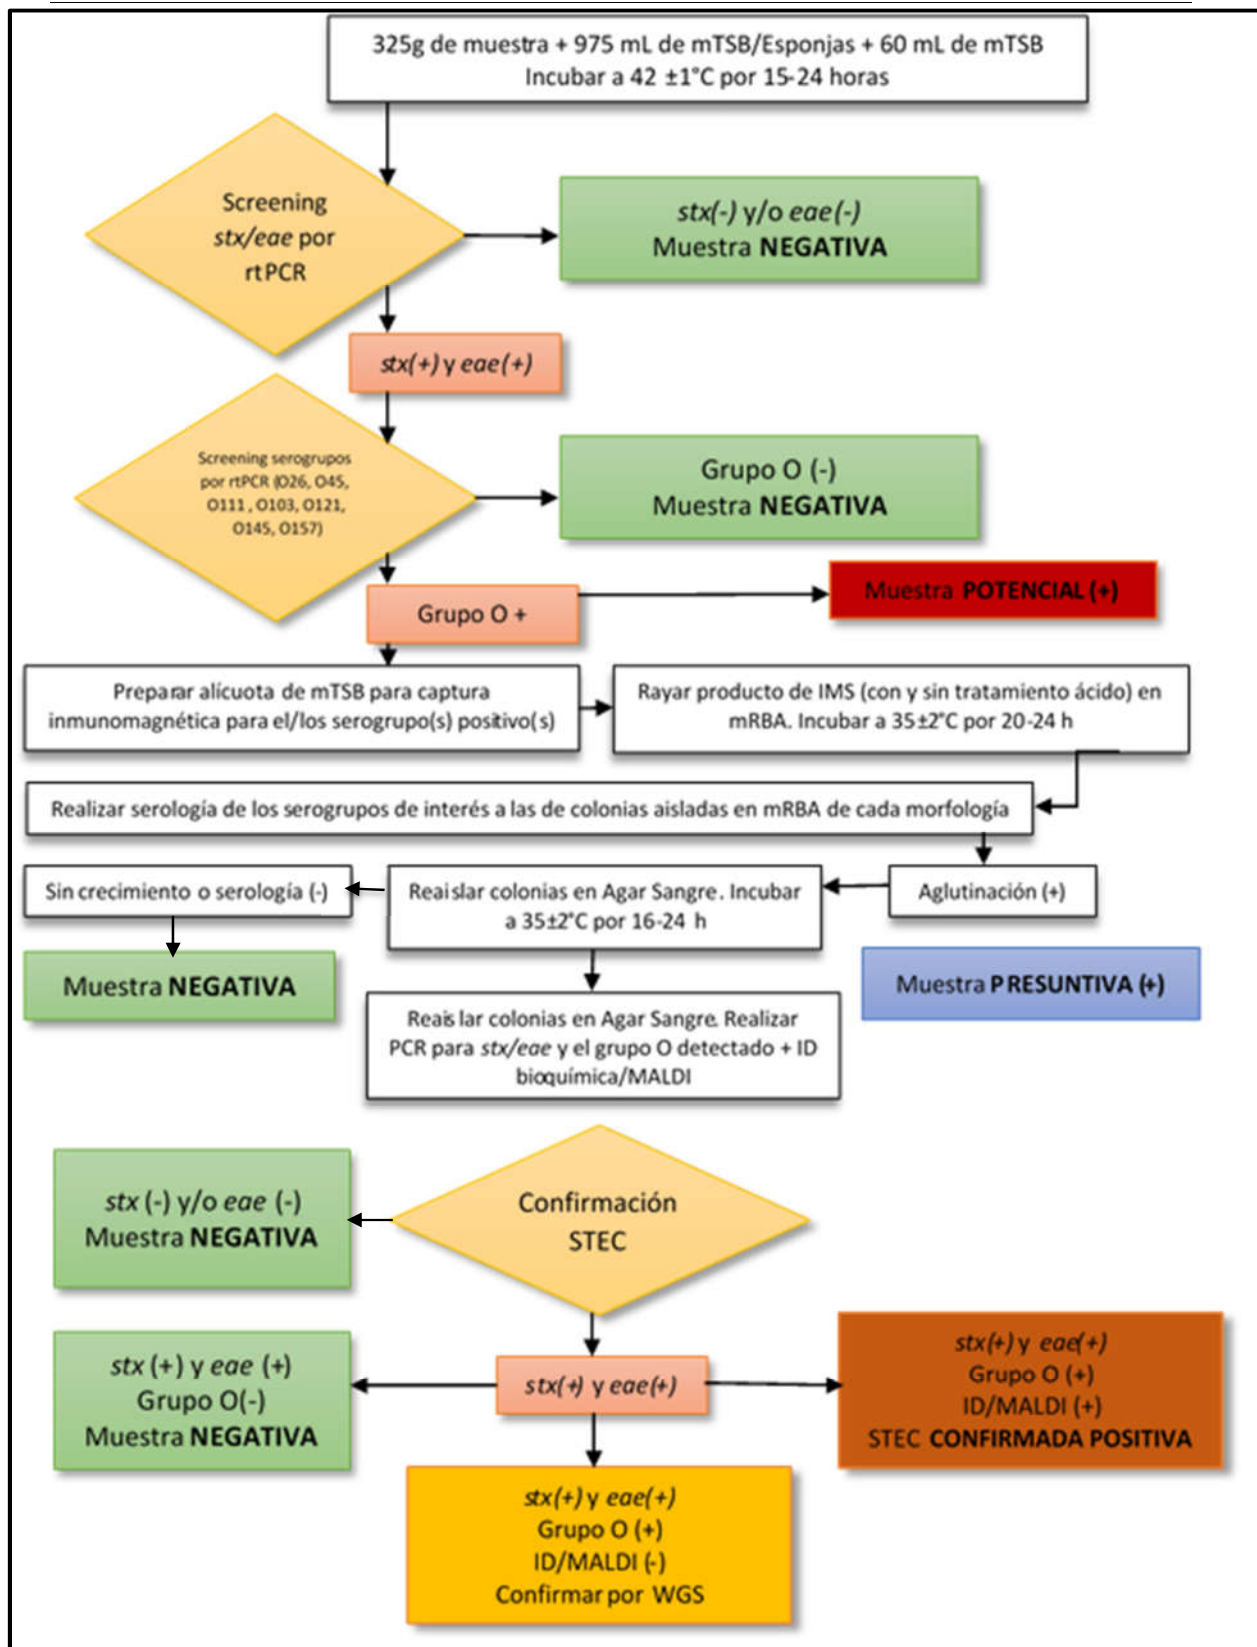 325g de muestra + 975 mL de mTSB/Esponjas + 60 mL de mTSB
Incubar a 42 ±1°C por 15-24 horas
Screening
stx/eae por
rtPCR
stx(-) y/o eae(-)
Muestra NEGATIVA
stx(+) y eae(+)
Screening serogrupos
por rtPCR (O26, O45,
O111 , O103, O121,
O145, O157)
Grupo O (-)
Muestra NEGATIVA
Grupo O +
Muestra POTENCIAL (+)
Preparar alícuota de mTSB para captura
inmunomagnética para el/los serogrupo(s) positivo(s)
Rayar producto de IMS (con y sin tratamiento ácido) en
mRBA. Incubar a 35±2°C por 20-24 h
Realizar serología de los serogrupos de interés a las de colonias aisladas en mRBA de cada morfología
Sin crecimiento o serología (-)
Reaislar colonias en Agar Sangre. Incubar
a 35±2°C por 16-24 h
Aglutinación (+)
Muestra NEGATIVA
Muestra PRESUNTIVA (+)
Reaislar colonias en Agar Sangre. Realizar
PCR para stx/eae y el grupo O detectado + ID
bioquímica/MALDI
Confirmación
STEC
stx (-) y/o eae (-)
Muestra NEGATIVA
stx (+) y eae (+)
Grupo O(-)
Muestra NEGATIVA
stx(+) y eae(+)
stx(+) y eae(+)
Grupo O (+)
ID/MALDI (+)
STEC CONFIRMADA POSITIVA
stx(+) y eae(+)
Grupo O (+)
ID/MALDI (-)
Confirmar por WGS